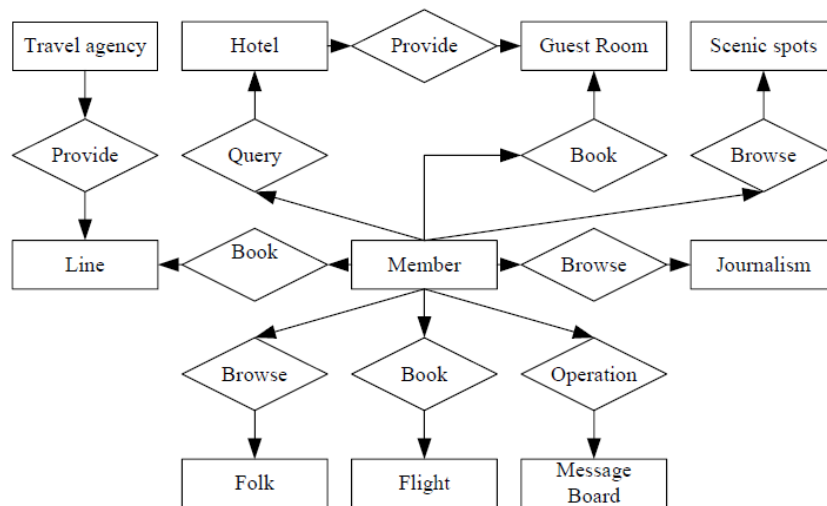 Travel agency
Hotel
Provide
Guest Room
Scenic spots
Provide
Query
Book
Browse
Line
Book
Member
Browse
Journalism
Browse
Book
Operation
Folk
Flight
Message
Board